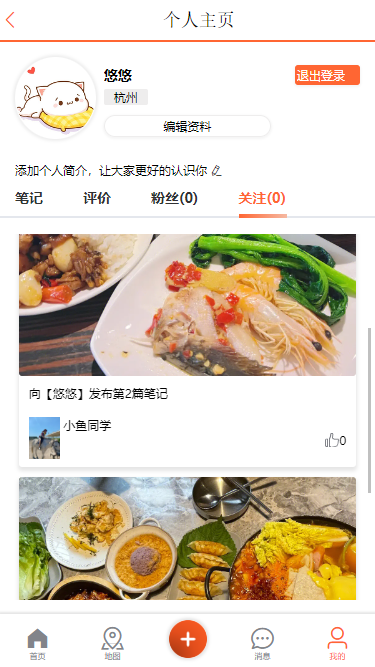 个人主页
悠悠
退出登录
杭州
编辑资料
添加个人简介，让大家更好的认识你
笔记 评价 粉丝(0) 关注(0)
向【悠悠】发布第2篇笔记
小鱼同学
0
首页 地图 消息 我的